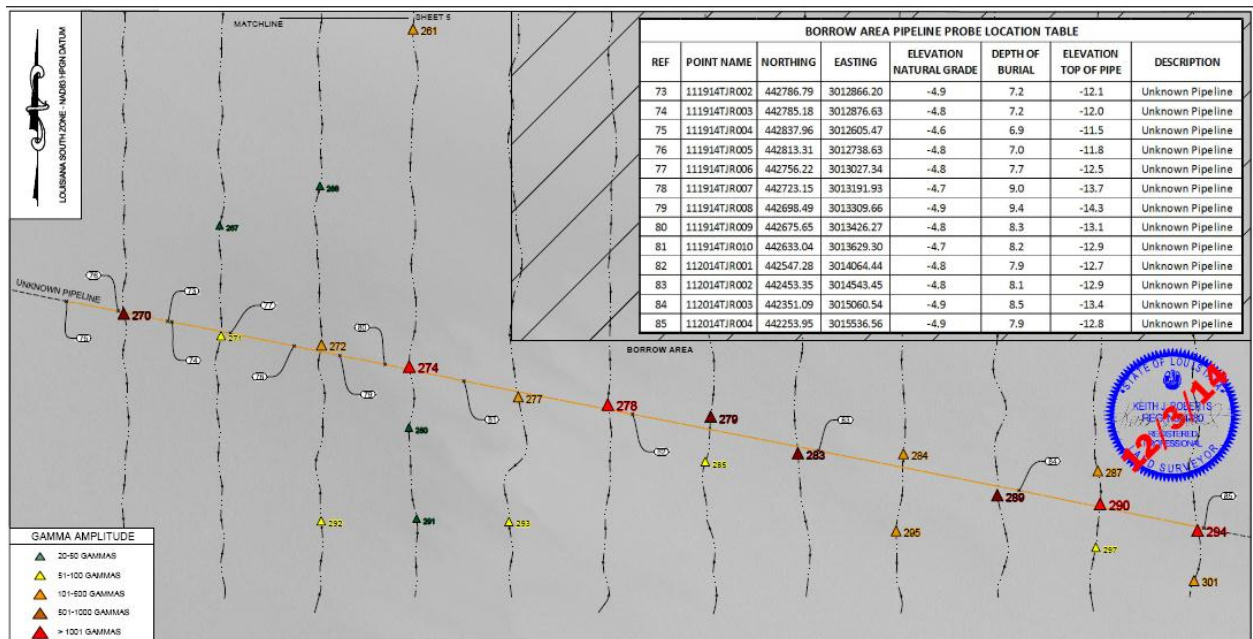 MATCHLINE
SHEET 5
LOUISIANA SOUTH ZONE - NAD83 HPGN DATUM
BORROW AREA PIPELINE PROBE LOCATION TABLE
REF POINT NAME NORTHING EASTING ELEVATION NATURAL GRADE DEPTH OF BURIAL ELEVATION TOP OF PIPE DESCRIPTION
73 111914TJR002 442786.79 3012866.20 -4.9 7.2 -12.1 Unknown Pipeline
74 111914TJR003 442785.18 3012876.63 -4.8 7.2 -12.0 Unknown Pipeline
75 111914TJR004 442837.96 3012605.47 -4.6 6.9 -11.5 Unknown Pipeline
76 111914TJR005 442813.31 3012738.63 -4.8 7.0 -11.8 Unknown Pipeline
77 111914TJR006 442756.22 3013027.34 -4.8 7.7 -12.5 Unknown Pipeline
78 111914TJR007 442723.15 3013191.93 -4.7 9.0 -13.7 Unknown Pipeline
79 111914TJR008 442698.49 3013309.66 -4.9 9.4 -14.3 Unknown Pipeline
80 111914TJR009 442675.65 3013426.27 -4.8 8.3 -13.1 Unknown Pipeline
81 111914TJR010 442633.04 3013629.30 -4.7 8.2 -12.9 Unknown Pipeline
82 112014TJR001 442547.28 3014064.44 -4.8 7.9 -12.7 Unknown Pipeline
83 112014TJR002 442453.35 3014543.45 -4.8 8.1 -12.9 Unknown Pipeline
84 112014TJR003 442351.09 3015060.54 -4.9 8.5 -13.4 Unknown Pipeline
85 112014TJR004 442253.95 3015536.56 -4.9 7.9 -12.8 Unknown Pipeline
261
267
UNKNOWN PIPELINE
73
77
270
271
74
272
79
274
81
277
278
279
BORROW AREA
280
285
283
83
284
84
289
287
290
85
294
291
292
293
295
297
301
STATE OF LOUISIANA
KEITH J. ROBERTS
REGISTERED
PROFESSIONAL
LAND SURVEYOR
12/3/14
GAMMA AMPLITUDE
20-50 GAMMAS
51-100 GAMMAS
101-500 GAMMAS
501-1000 GAMMAS
> 1001 GAMMAS